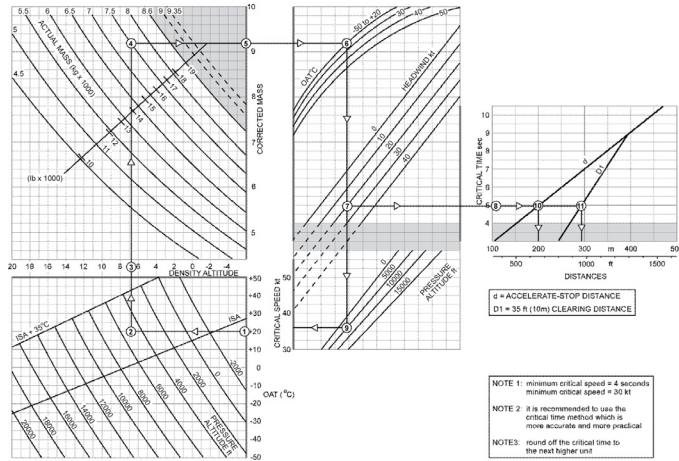 5.5 6 6.5 7 7.5 8 8.6 9 9.35
5
4.5
ACTUAL MASS (kg x 1000)
10 11 12 13 14 15 16 17 18 19
(lb x 1000)
10
9
8
7
6
5
CORRECTED MASS
4
5
6
-50 to +20
-30
-40
-50
OAT°C
HEADWIND kt
0
10
20
30
40
7
8
10
11
CRITICAL TIME sec
10
9
8
7
6
5
4
d
D1
100 200 300 m 400 50
500 1000 ft 1500
DISTANCES
3
20 18 16 14 12 10 8 6 4 2
DENSITY ALTITUDE
+50
+40
+30
+20
+10
0
-10
-20
-30
-40
-50
OAT (°C)
ISA + 35°C
ISA
2
1
20000 18000 16000 14000 12000 10000 8000 6000 4000 2000 0 -2000
PRESSURE ALTITUDE ft
CRITICAL SPEED kt
50
40
30
0
5000
10000
15000
PRESSURE ALTITUDE ft
9
d = ACCELERATE-STOP DISTANCE
D1 = 35 ft (10m) CLEARING DISTANCE
NOTE 1: minimum critical speed = 4 seconds
minimum critical speed = 30 kt
NOTE 2: it is recommended to use the
critical time method which is
more accurate and more practical
NOTE3: round off the critical time to
the next higher unit